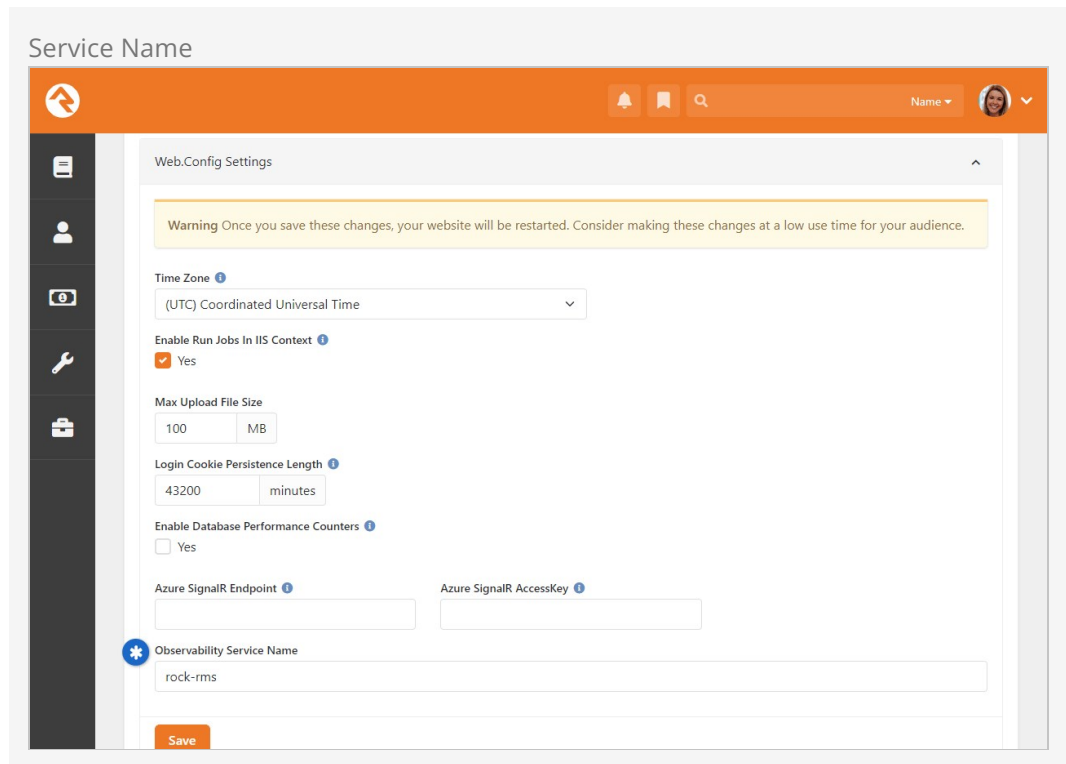 Service Name
Name
Web.Config Settings
Warning Once you save these changes, your website will be restarted. Consider making these changes at a low use time for your audience.
Time Zone
(UTC) Coordinated Universal Time
Enable Run Jobs In IIS Context
Yes
Max Upload File Size
100 MB
Login Cookie Persistence Length
43200 minutes
Enable Database Performance Counters
Yes
Azure SignalR Endpoint Azure SignalR AccessKey
Observability Service Name
rock-rms
Save